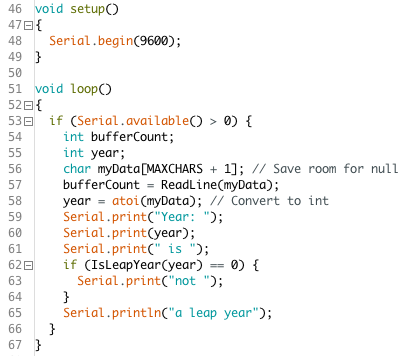 46 void setup()
47 {
48   Serial.begin(9600);
49 }
50
51 void loop()
52 {
53   if (Serial.available() > 0) {
54     int bufferCount;
55     int year;
56     char myData[MAXCHARS + 1]; // Save room for null
57     bufferCount = ReadLine(myData);
58     year = atoi(myData); // Convert to int
59     Serial.print("Year: ");
60     Serial.print(year);
61     Serial.print(" is ");
62     if (IsLeapYear(year) == 0) {
63       Serial.print("not ");
64     }
65     Serial.println("a leap year");
66   }
67 }